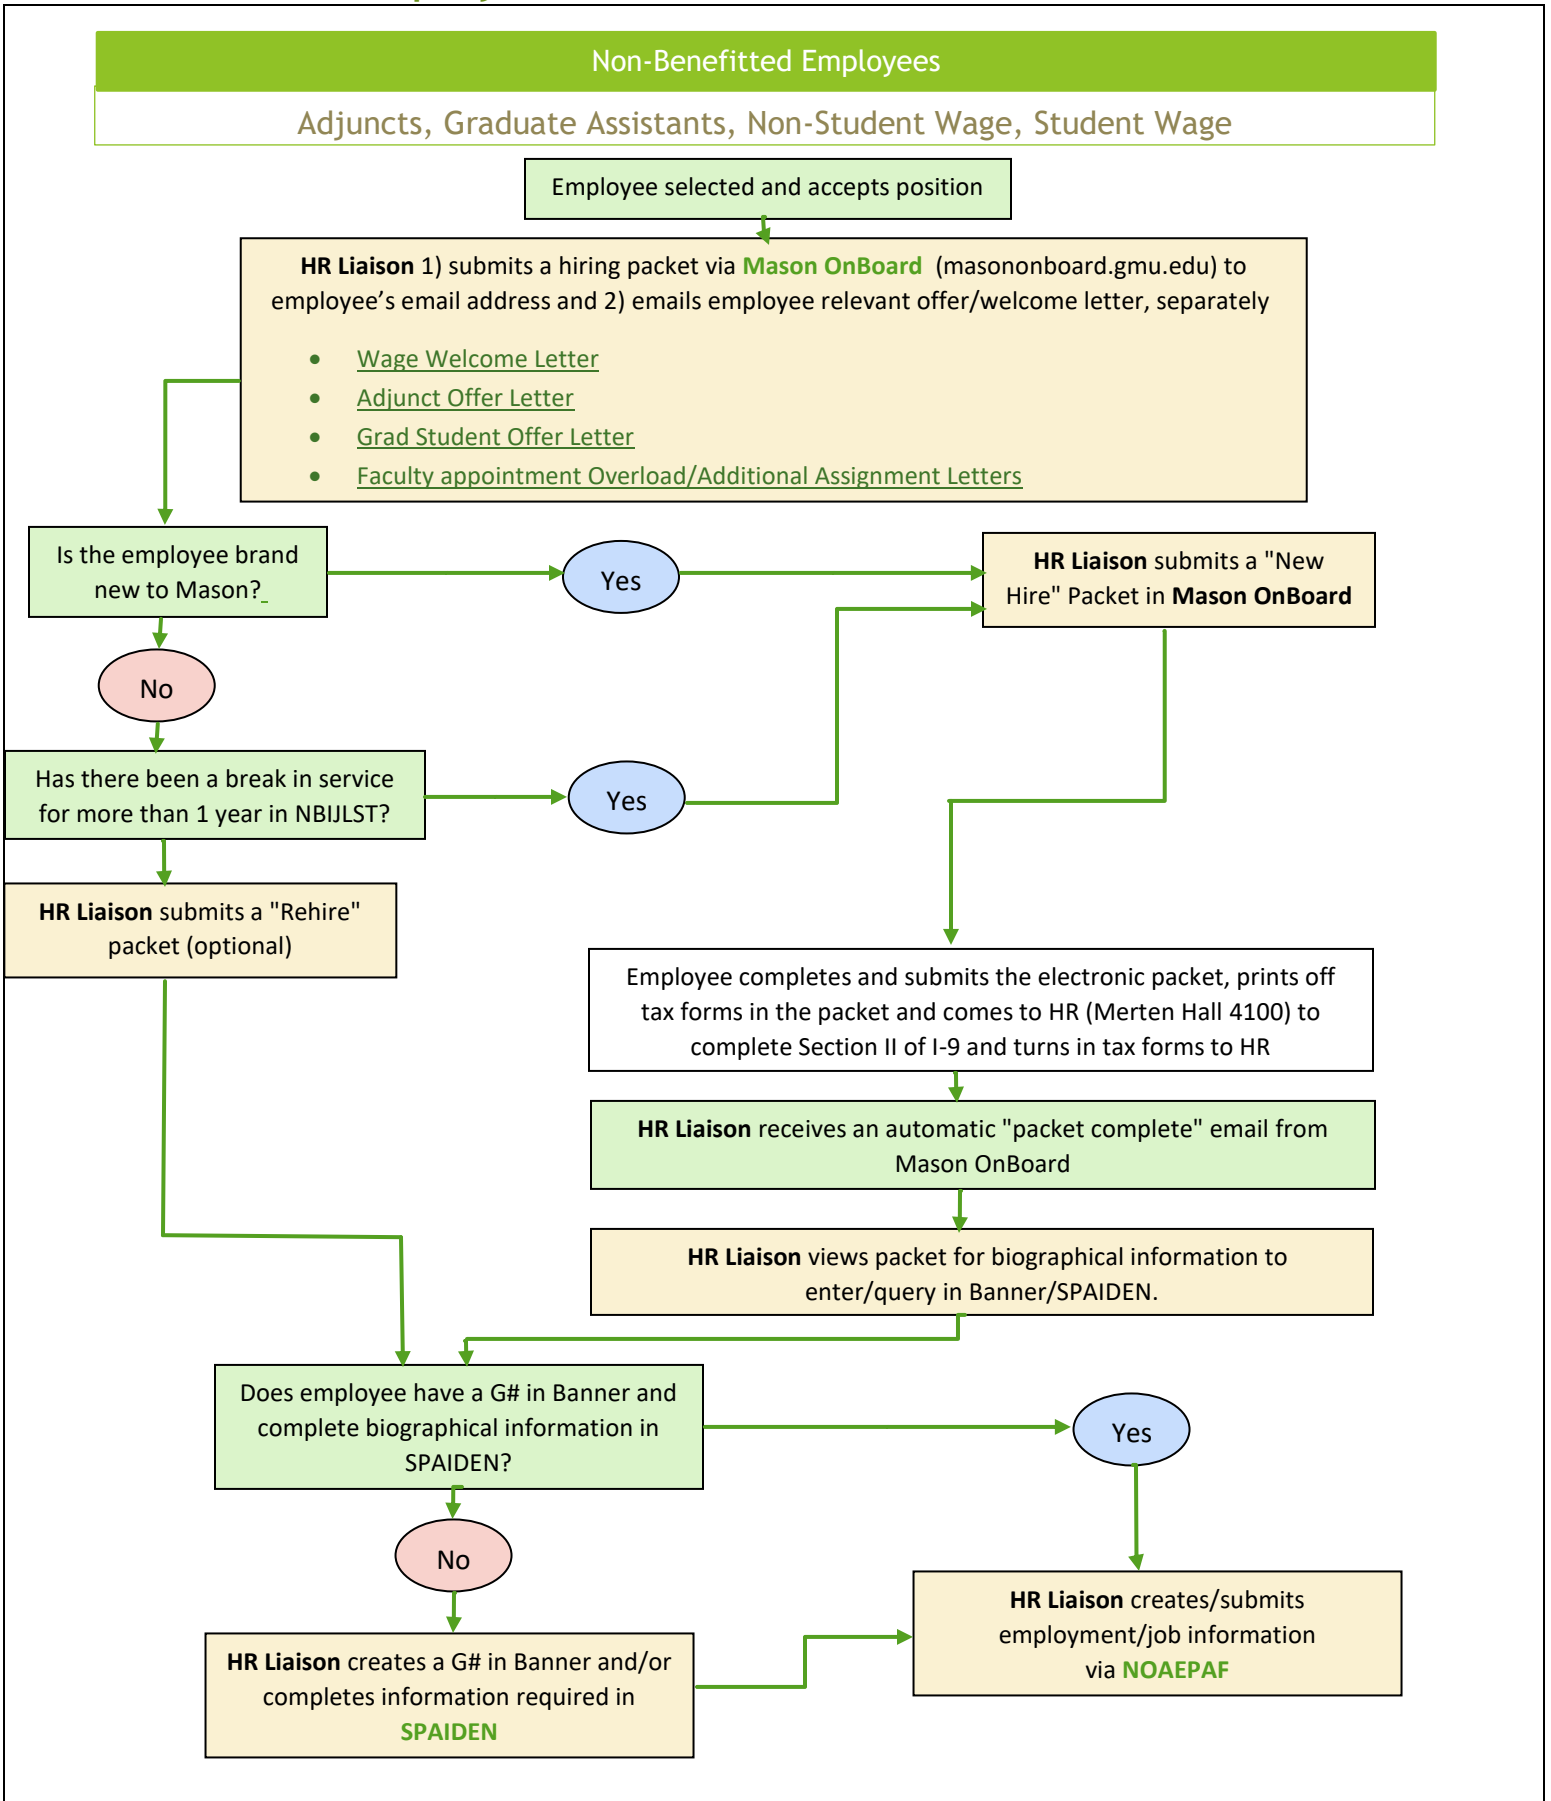 Non-Benefitted Employees
Adjuncts, Graduate Assistants, Non-Student Wage, Student Wage
Employee selected and accepts position
HR Liaison 1) submits a hiring packet via Mason OnBoard (masononboard.gmu.edu) to
employee's email address and 2) emails employee relevant offer/welcome letter, separately
• Wage Welcome Letter
• Adjunct Offer Letter
• Grad Student Offer Letter
• Faculty appointment Overload/Additional Assignment Letters
Is the employee brand
new to Mason?
Yes
HR Liaison submits a "New
Hire" Packet in Mason OnBoard
No
Has there been a break in service
for more than 1 year in NBIJLST?
Yes
HR Liaison submits a "Rehire"
packet (optional)
Employee completes and submits the electronic packet, prints off
tax forms in the packet and comes to HR (Merten Hall 4100) to
complete Section II of I-9 and turns in tax forms to HR
HR Liaison receives an automatic "packet complete" email from
Mason OnBoard
HR Liaison views packet for biographical information to
enter/query in Banner/SPAIDEN.
Does employee have a G# in Banner and
complete biographical information in
SPAIDEN?
Yes
No
HR Liaison creates/submits
employment/job information
via NOAEPAF
HR Liaison creates a G# in Banner and/or
completes information required in
SPAIDEN